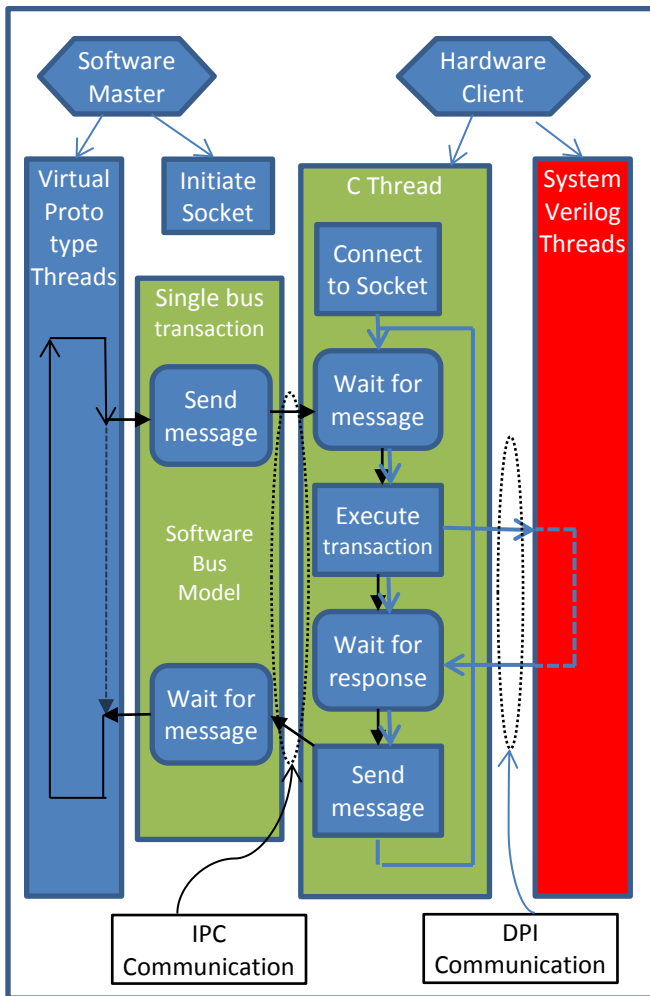 Software
Master
Hardware
Client
Virtual
Proto
type
Threads
Initiate
Socket
C Thread
System
Verilog
Threads
Connect
to Socket
Single bus
transaction
Send
message
Wait for
message
Execute
transaction
Software
Bus
Model
Wait for
response
Wait for
message
Send
message
IPC
Communication
DPI
Communication